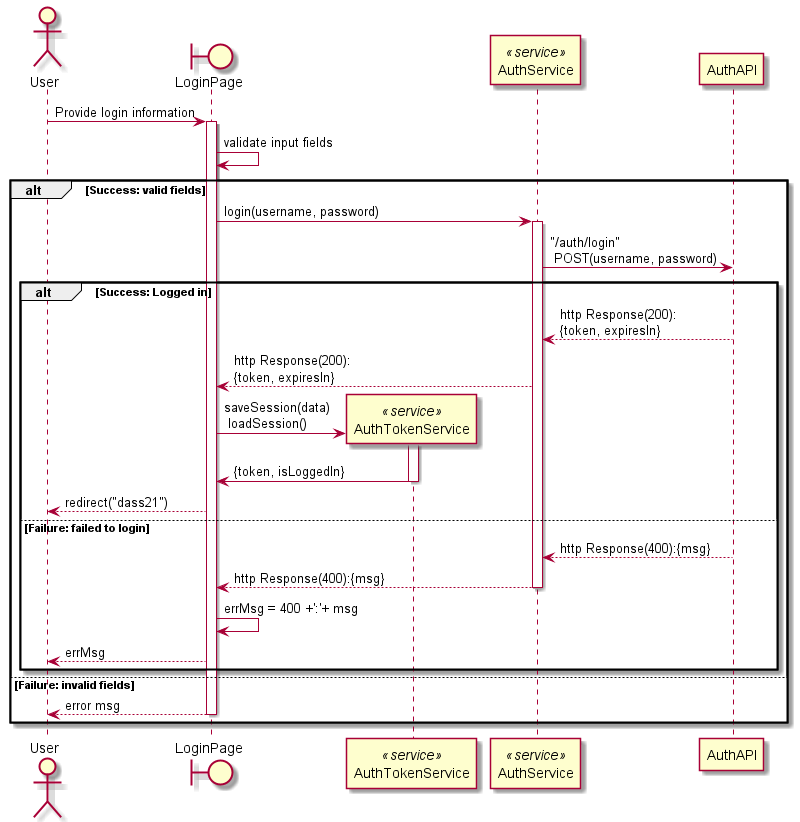 User
LoginPage
« service»
AuthService
AuthAPI
Provide login information
validate input fields
alt [Success: valid fields]
login(username, password)
"/auth/login"
POST(username, password)
alt [Success: Logged in]
http Response(200):
{token, expiresIn}
http Response(200):
{token, expiresIn}
saveSession(data)
loadSession()
« service»
AuthTokenService
{token, isLoggedIn}
redirect("dass21")
[Failure: failed to login]
http Response(400):{msg}
http Response(400):{msg}
errMsg = 400 +':'+ msg
errMsg
[Failure: invalid fields]
error msg
User
LoginPage
« service»
AuthTokenService
« service»
AuthService
AuthAPI